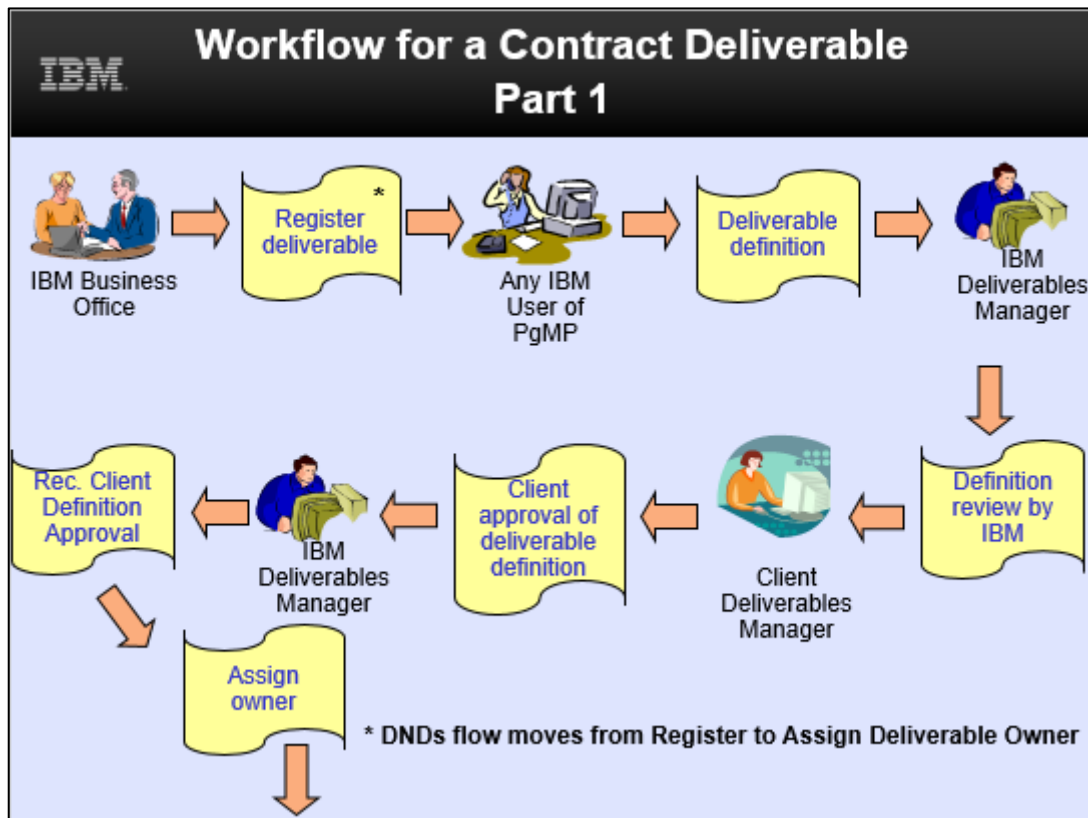 Workflow for a Contract Deliverable
Part 1
IBM
Register
deliverable
*
IBM Business
Office
Any IBM
User of
PgMP
Deliverable
definition
IBM
Deliverables
Manager
Definition
review by
IBM
Client
Deliverables
Manager
Client
approval of
deliverable
definition
IBM
Deliverables
Manager
Rec. Client
Definition
Approval
Assign
owner
* DNDs flow moves from Register to Assign Deliverable Owner